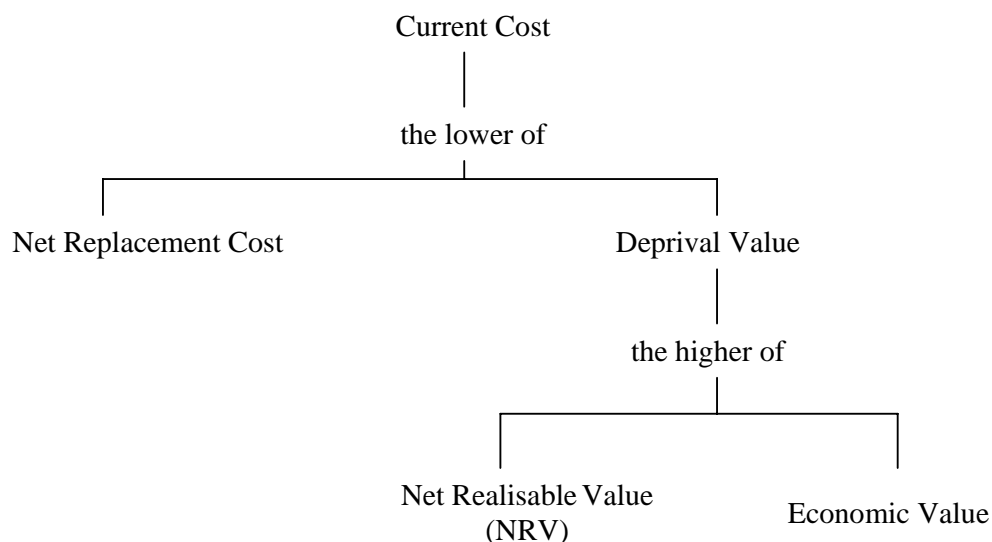 Current Cost
the lower of
Net Replacement Cost
Deprival Value
the higher of
Net Realisable Value
(NRV)
Economic Value